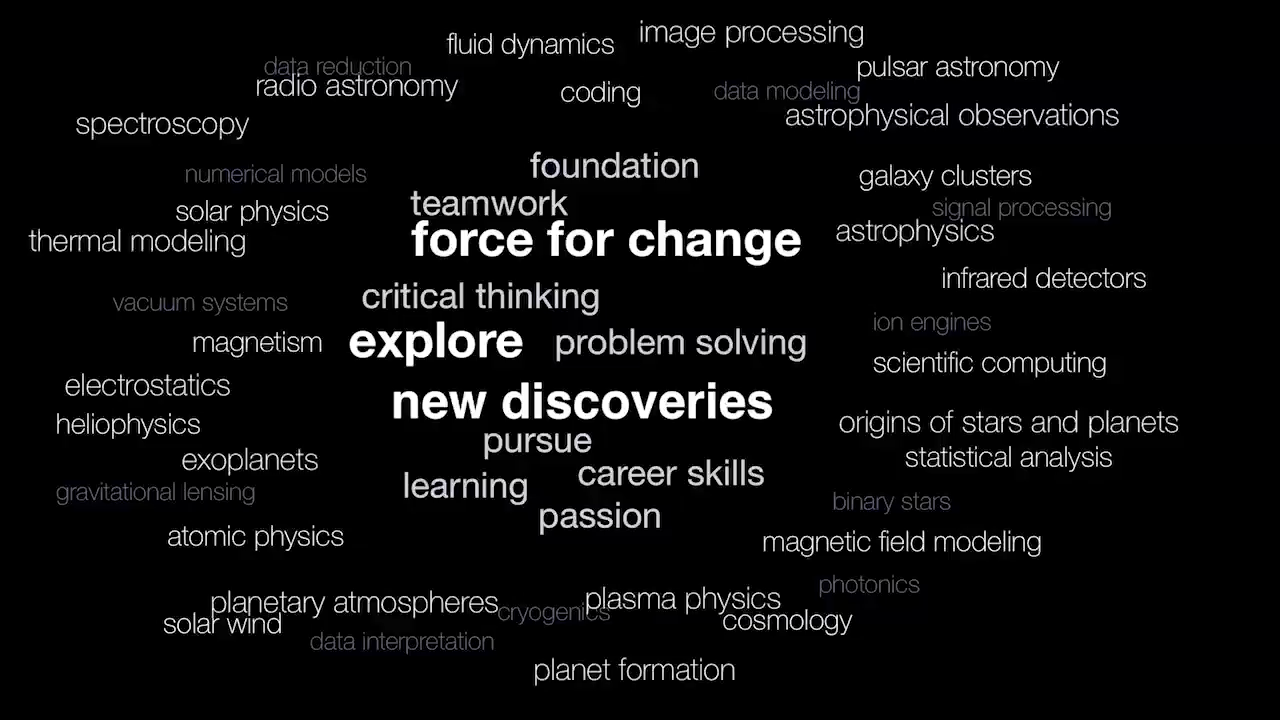 image processing
fluid dynamics
data reduction
pulsar astronomy
radio astronomy
coding
data modeling
astrophysical observations
spectroscopy
foundation
numerical models
galaxy clusters
teamwork
signal processing
solar physics
force for change
astrophysics
thermal modeling
infrared detectors
critical thinking
vacuum systems
ion engines
magnetism
explore
problem solving
scientific computing
electrostatics
new discoveries
heliophysics
origins of stars and planets
pursue
exoplanets
statistical analysis
career skills
learning
gravitational lensing
binary stars
passion
atomic physics
magnetic field modeling
photonics
planetary atmospheres
plasma physics
cryogenics
solar wind
cosmology
data interpretation
planet formation